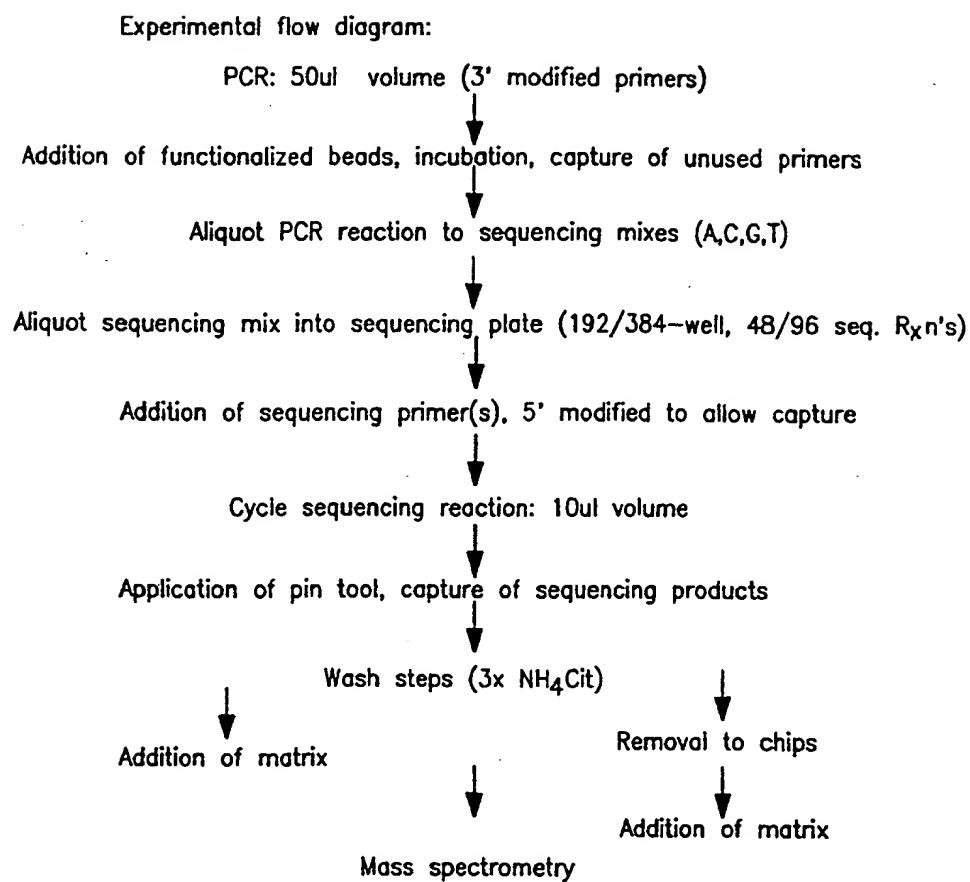 Experimental flow diagram:
PCR: 50ul volume (3' modified primers)
Addition of functionalized beads, incubation, capture of unused primers
Aliquot PCR reaction to sequencing mixes (A,C,G,T)
Aliquot sequencing mix into sequencing plate (192/384-well, 48/96 seq. Rxn's)
Addition of sequencing primer(s), 5' modified to allow capture
Cycle sequencing reaction: 10ul volume
Application of pin tool, capture of sequencing products
Wash steps (3x NH4Cit)
Addition of matrix
Removal to chips
Addition of matrix
Mass spectrometry